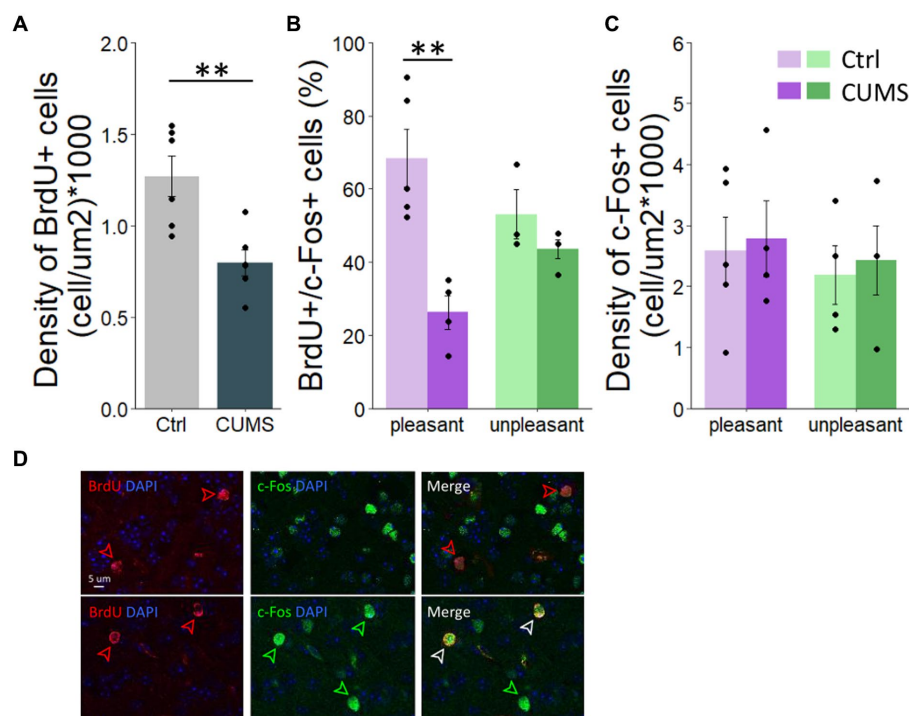 A
Density of BrdU+ cells
(cell/um2)*1000
2.0
1.5
1.0
0.5
0.0
**
Ctrl CUMS
B
BrdU+/c-Fos+ cells (%)
100
80
60
40
20
0
**
pleasant unpleasant
C
Density of c-Fos+ cells
(cell/um2*1000)
6
5
4
3
2
1
0
Ctrl
CUMS
pleasant unpleasant
D
BrdU DAPI
5 um
c-Fos DAPI
Merge
BrdU DAPI
c-Fos DAPI
Merge